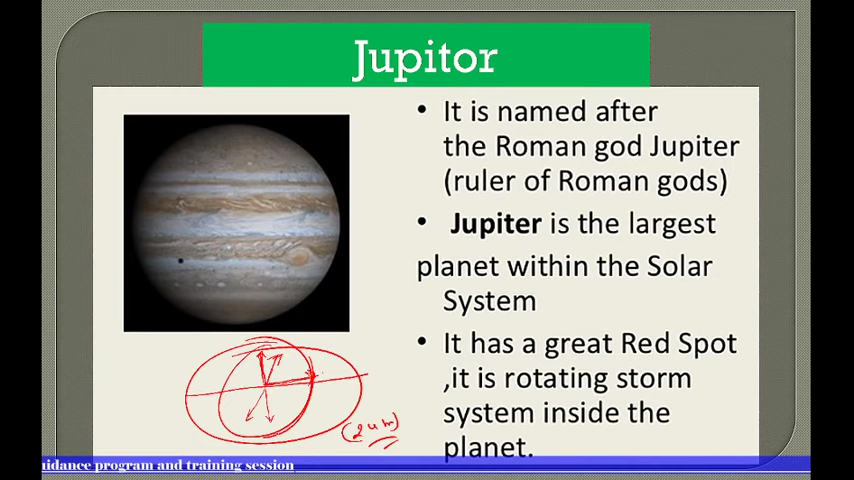 Jupitor
• It is named after
the Roman god Jupiter
(ruler of Roman gods)
• Jupiter is the largest
planet within the Solar
System
• It has a great Red Spot
,it is rotating storm
system inside the
planet.
uidance program and training session